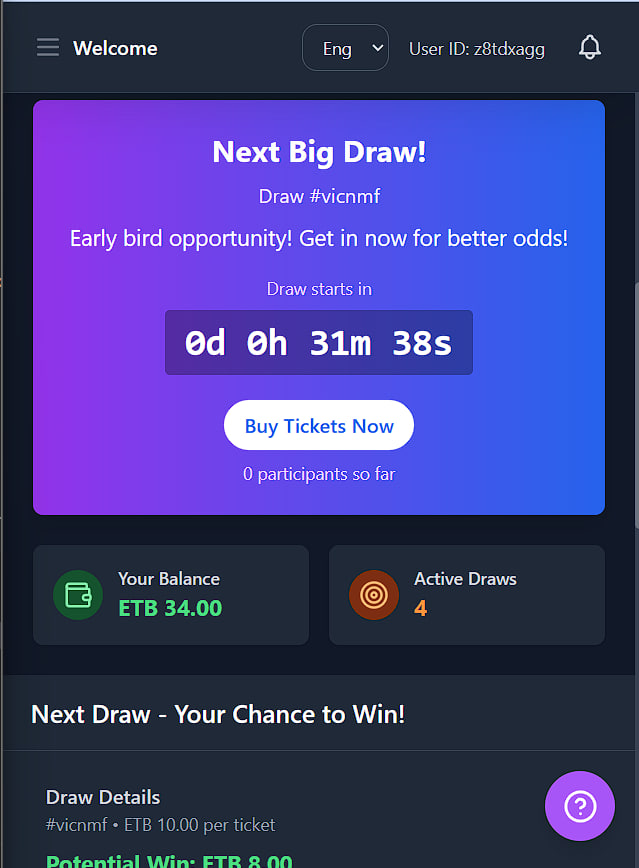 Welcome
Eng
User ID: z8tdxagg
Next Big Draw!
Draw #vicnmf
Early bird opportunity! Get in now for better odds!
Draw starts in
0d 0h 31m 38s
Buy Tickets Now
0 participants so far
Your Balance
ETB 34.00
Active Draws
4
Next Draw - Your Chance to Win!
Draw Details
#vicnmf • ETB 10.00 per ticket
Potential Win: ETB 8.00